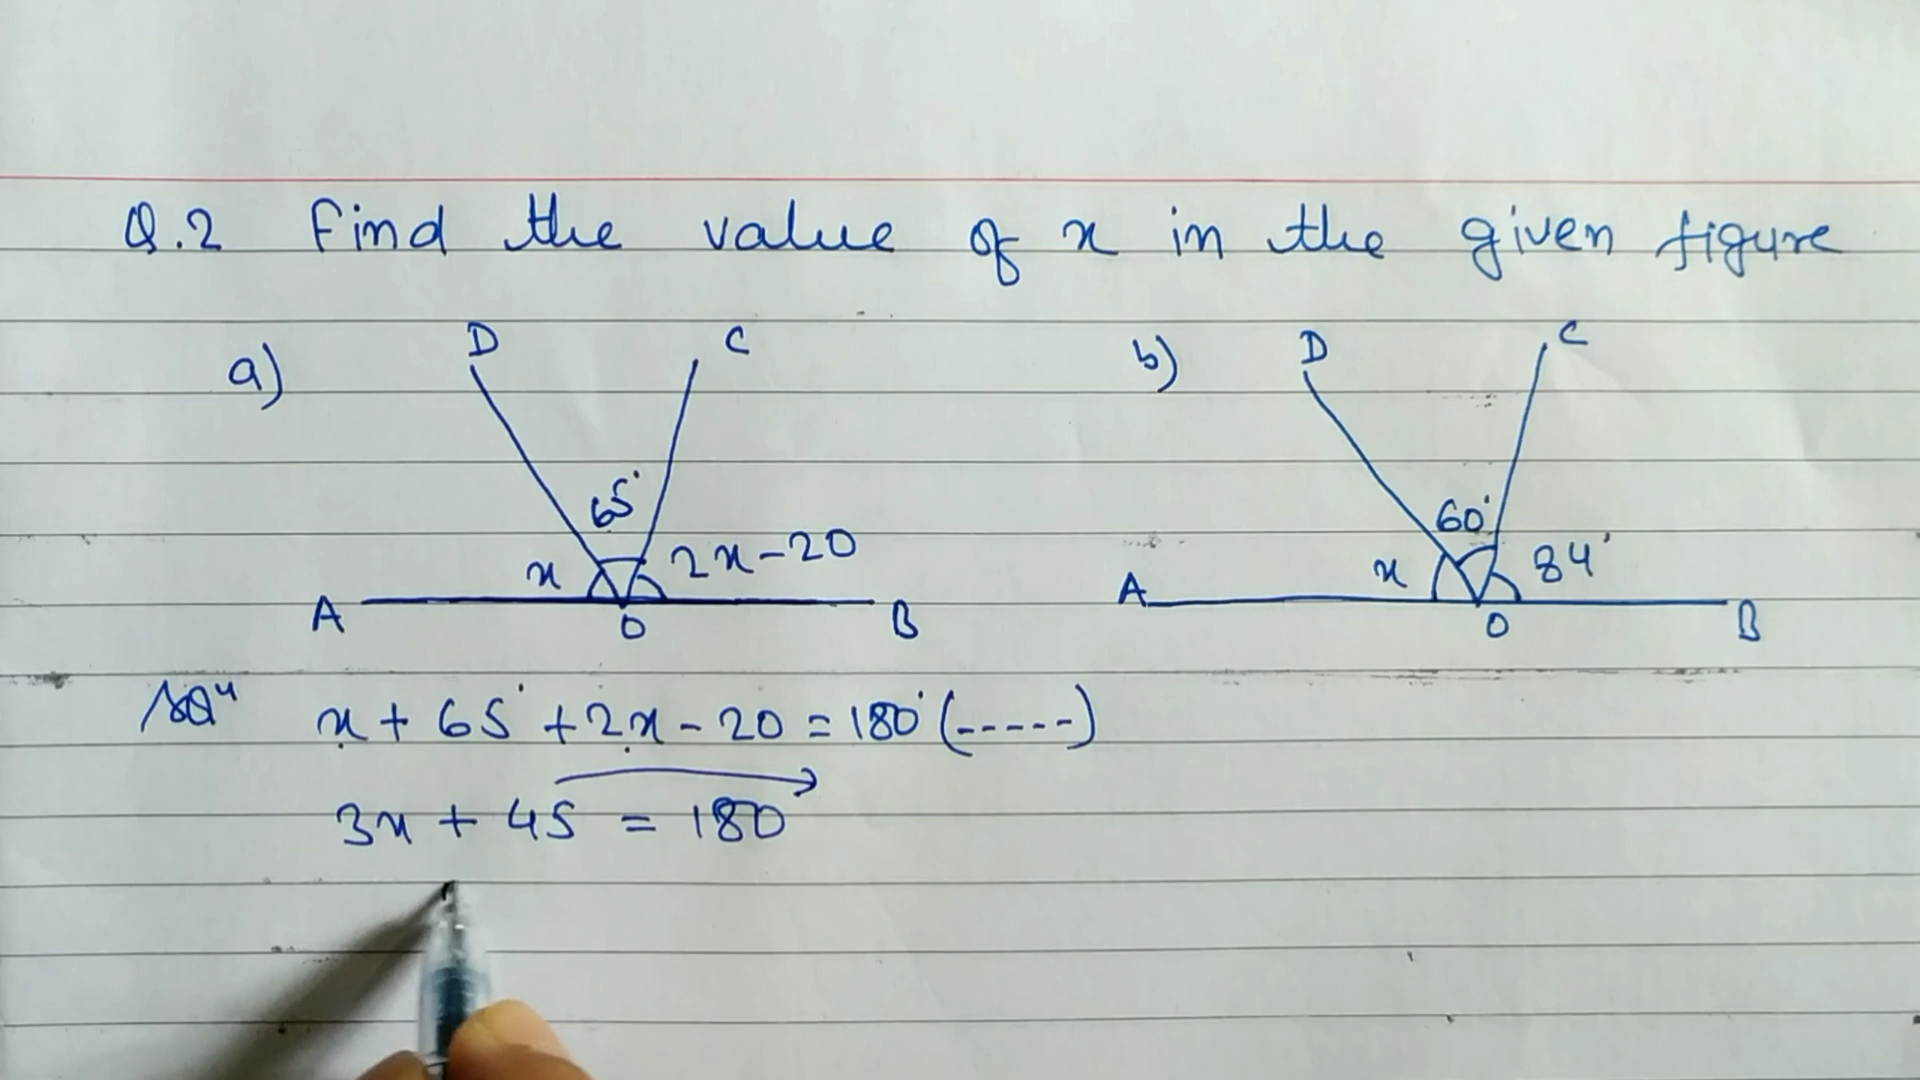 Q.2 Find the value of x in the given figure
a) D C
65°
x 2x-20
A O B
b) D C
60°
x 84°
A O B
Solⁿ x + 65° + 2x - 20 = 180° (-----)
3x + 45 = 180